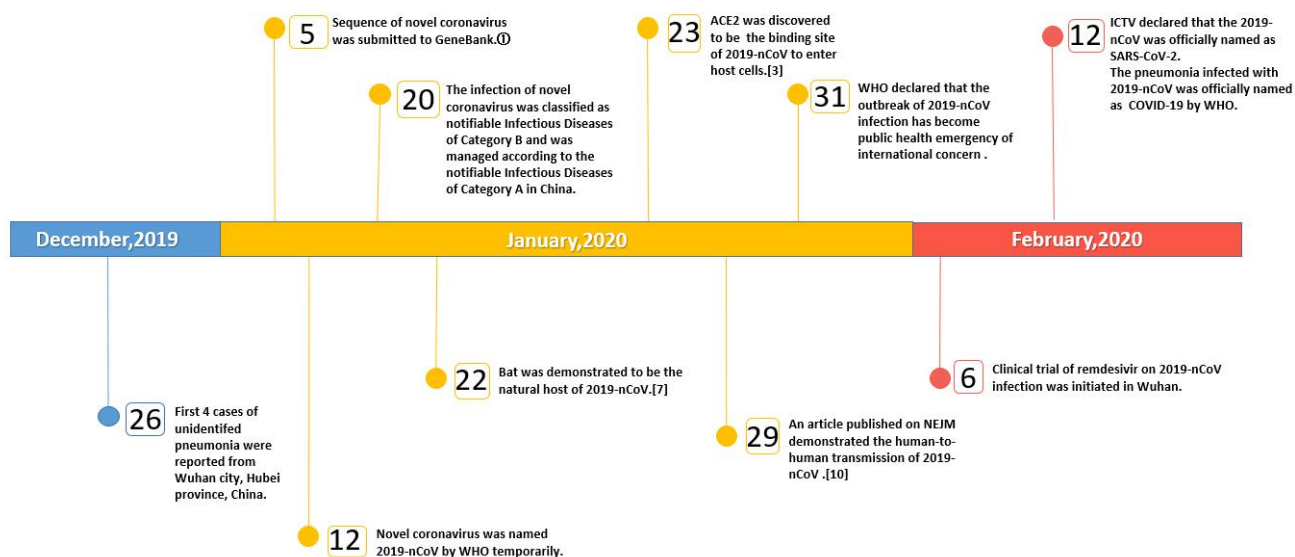 5
Sequence of novel coronavirus
was submitted to GeneBank.①
20
The infection of novel
coronavirus was classified as
notifiable Infectious Diseases
of Category B and was
managed according to the
notifiable Infectious Diseases
of Category A in China.
23
ACE2 was discovered
to be the binding site
of 2019-nCoV to enter
host cells.[3]
31
WHO declared that the
outbreak of 2019-nCoV
infection has become
public health emergency of
international concern .
12
ICTV declared that the 2019-
nCoV was officially named as
SARS-CoV-2.
The pneumonia infected with
2019-nCoV was officially named
as COVID-19 by WHO.
December,2019
January,2020
February,2020
26
First 4 cases of
unidentifed
pneumonia were
reported from
Wuhan city, Hubei
province, China.
12
Novel coronavirus was named
2019-nCoV by WHO temporarily.
22
Bat was demonstrated to be the
natural host of 2019-nCoV.[7]
29
An article published on NEJM
demonstrated the human-to-
human transmission of 2019-
nCoV .[10]
6
Clinical trial of remdesivir on 2019-nCoV
infection was initiated in Wuhan.